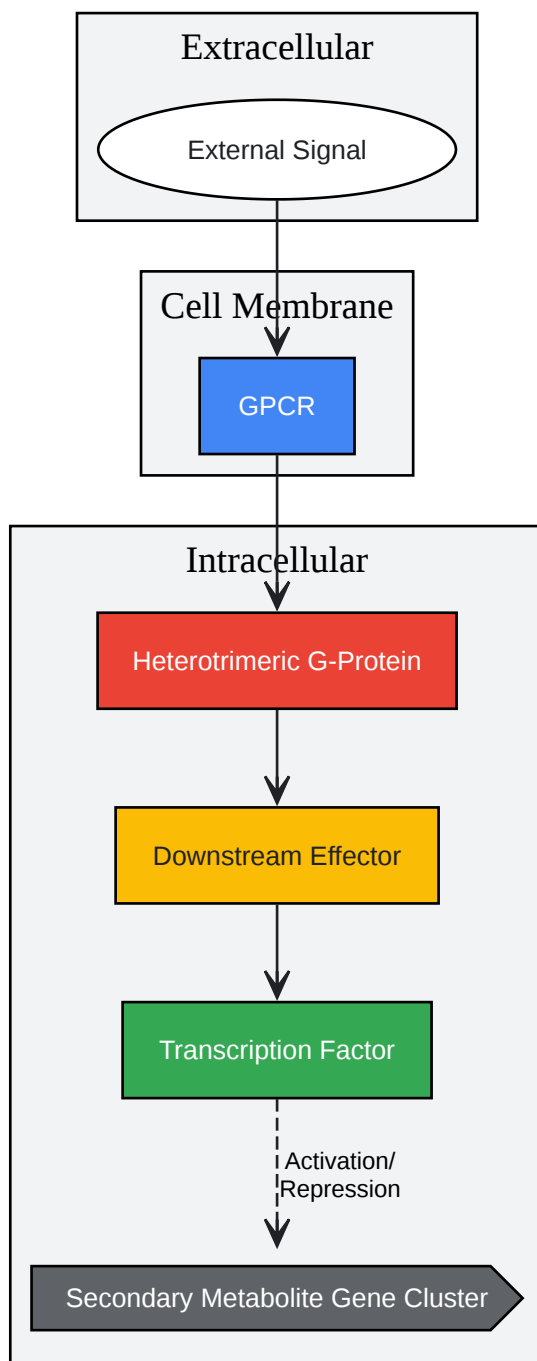 Extracellular
External Signal
Cell Membrane
GPCR
Intracellular
Heterotrimeric G-Protein
Downstream Effector
Transcription Factor
Activation/
Repression
Secondary Metabolite Gene Cluster